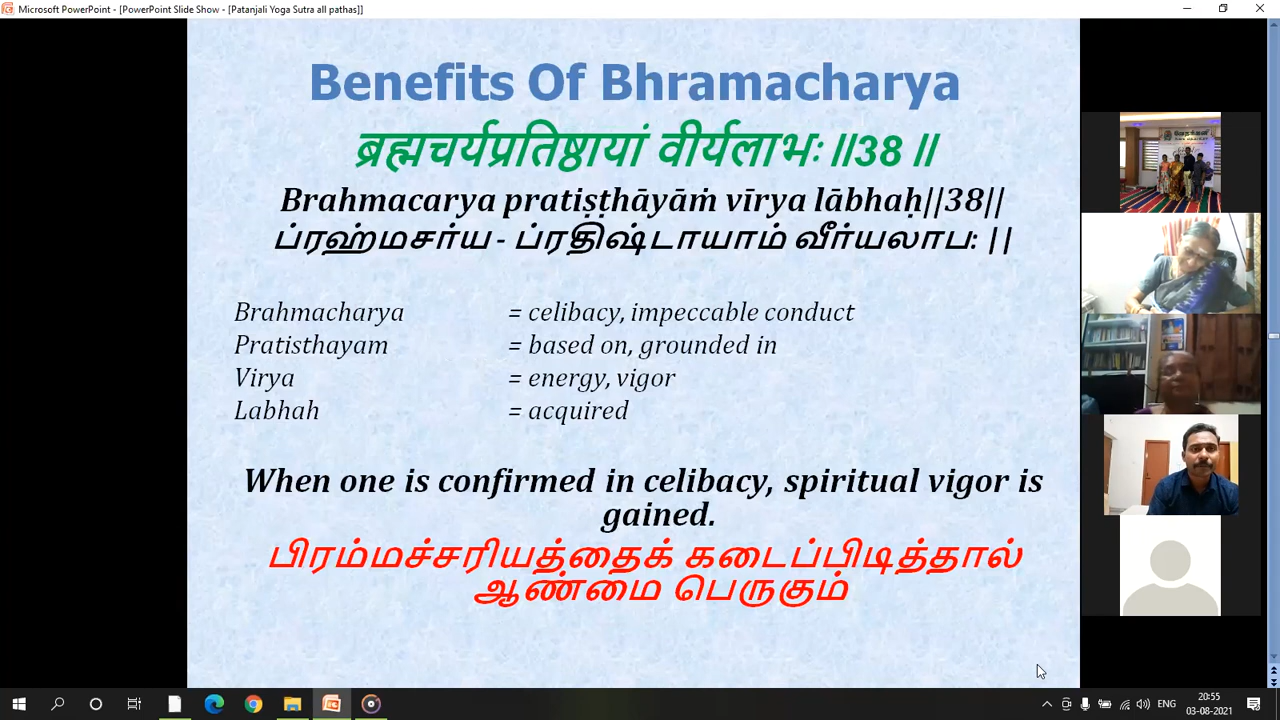 Microsoft PowerPoint - [PowerPoint Slide Show - [Patanjali Yoga Sutra all pathas]]
Benefits Of Bhramacharya
ब्रह्मचर्यप्रतिष्ठायां वीर्यलाभः ॥38॥
Brahmacarya pratiṣṭhāyāṁ vīrya lābhaḥ||38||
ப்ரஹ்மசர்ய - ப்ரதிஷ்டாயாம் வீர்யலாப: ||
Brahmacharya = celibacy, impeccable conduct
Pratisthayam = based on, grounded in
Virya = energy, vigor
Labhah = acquired
When one is confirmed in celibacy, spiritual vigor is
gained.
பிரம்மச்சரியத்தைக் கடைப்பிடித்தால்
ஆண்மை பெருகும்
ENG
20:55
03-08-2021